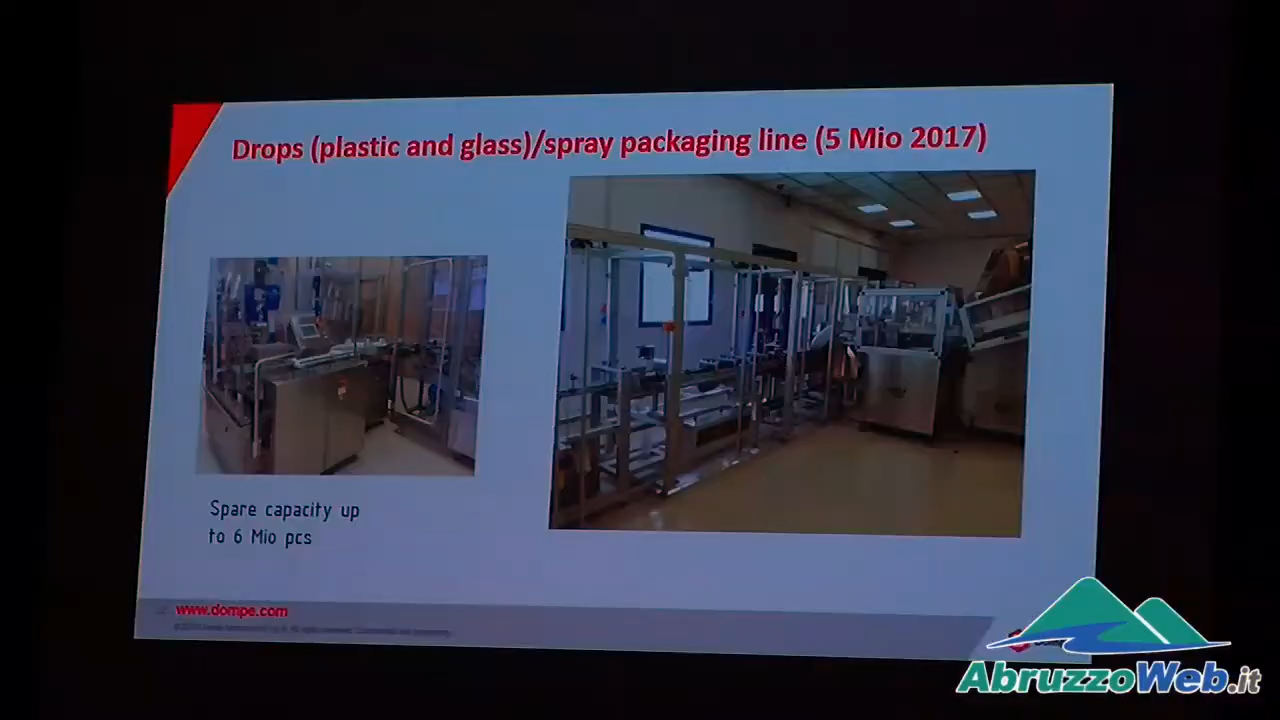 Drops (plastic and glass)/spray packaging line (5 Mio 2017)
Spare capacity up
to 6 Mio pcs
www.dompe.com
AbruzzoWeb.it